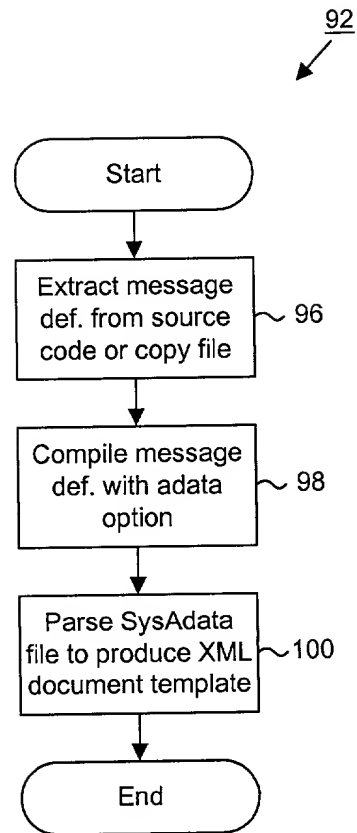 92
Start
Extract message
def. from source
code or copy file
96
Compile message
def. with adata
option
98
Parse SysAdata
file to produce XML
document template
100
End